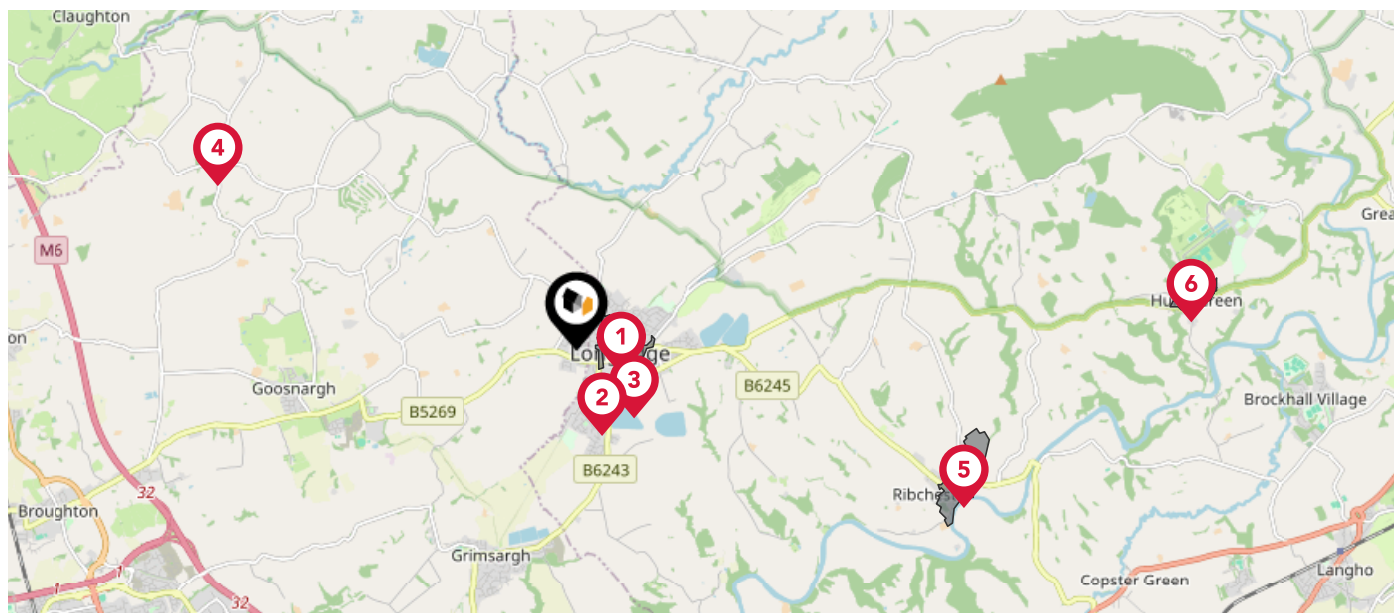 Claughton
4
M6
Grea
6
Hu reen
on
1
Lo ge
3
Goosnargh
B5269
2
B6245
Brockhall Village
B6243
5
Ribchest
32
Broughton
Grimsargh
1
1
32
Copster Green
Langho